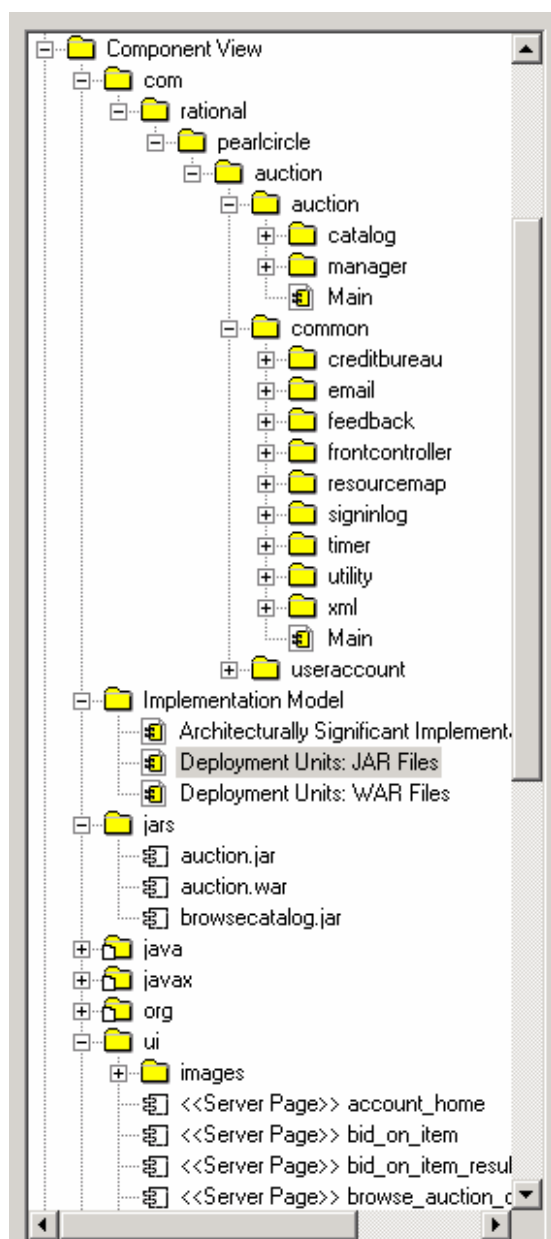 Component View
com
rational
pearlcircle
auction
auction
catalog
manager
Main
common
creditbureau
email
feedback
frontcontroller
resourcemap
signinlog
timer
utility
xml
Main
useraccount
Implementation Model
Architecturally Significant Implement
Deployment Units: JAR Files
Deployment Units: WAR Files
jars
auction.jar
auction.war
browsecatalog.jar
java
javax
org
ui
images
<<Server Page>> account_home
<<Server Page>> bid_on_item
<<Server Page>> bid_on_item_resul
<<Server Page>> browse_auction_c